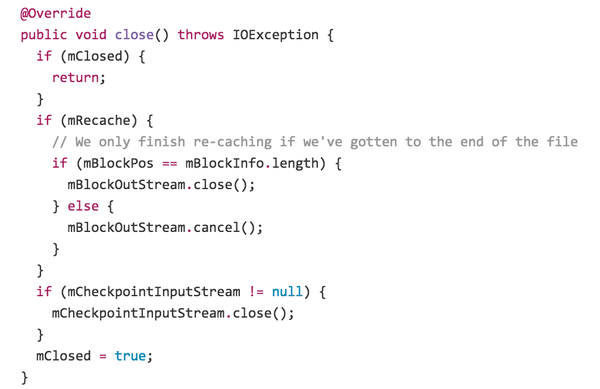 @Override
public void close() throws IOException {
  if (mClosed) {
    return;
  }
  if (mRecache) {
    // We only finish re-caching if we've gotten to the end of the file
    if (mBlockPos == mBlockInfo.length) {
      mBlockOutStream.close();
    } else {
      mBlockOutStream.cancel();
    }
  }
  if (mCheckpointInputStream != null) {
    mCheckpointInputStream.close();
  }
  mClosed = true;
}